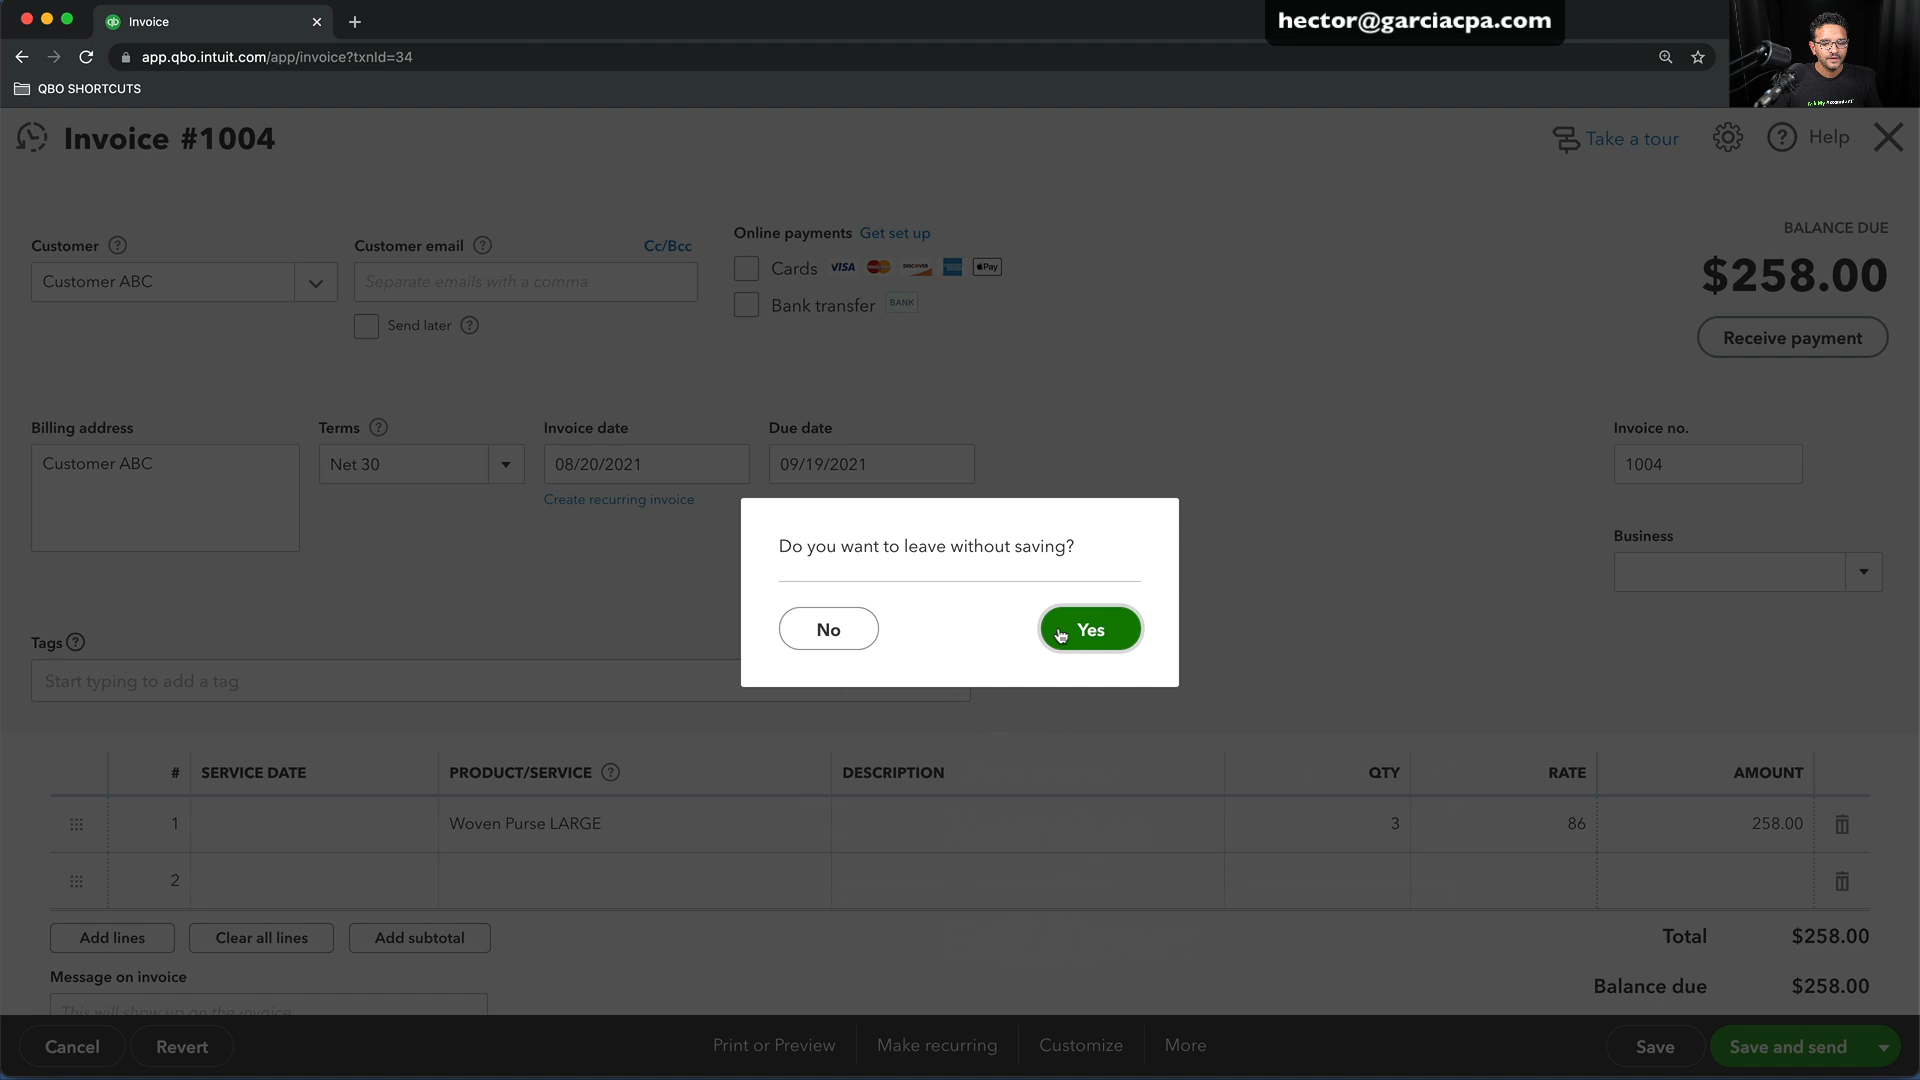 Invoice
hector@garciacpa.com
app.qbo.intuit.com/app/invoice?txnId=34
QBO SHORTCUTS
Invoice #1004
Take a tour
Help
Customer
Customer email
Cc/Bcc
Online payments Get set up
BALANCE DUE
Customer ABC
Separate emails with a comma
Cards VISA
DISCOVER
Pay
$258.00
Send later
Bank transfer BANK
Receive payment
Billing address
Terms
Invoice date
Due date
Invoice no.
Customer ABC
Net 30
08/20/2021
09/19/2021
1004
Create recurring invoice
Do you want to leave without saving?
No
Yes
Business
Tags
Start typing to add a tag
# SERVICE DATE PRODUCT/SERVICE DESCRIPTION QTY RATE AMOUNT
1 Woven Purse LARGE 3 86 258.00
2
Add lines
Clear all lines
Add subtotal
Total $258.00
Message on invoice
This will show up on the invoice
Balance due $258.00
Cancel
Revert
Print or Preview
Make recurring
Customize
More
Save
Save and send